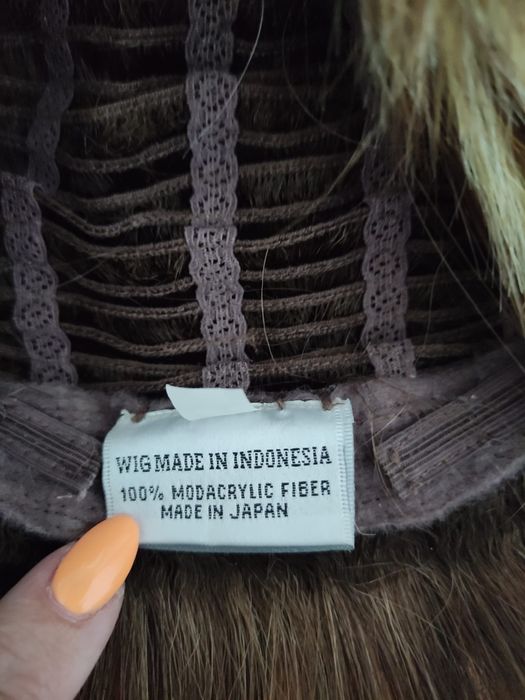 WIG MADE IN INDONESIA
100% MODACRYLIC FIBER
MADE IN JAPAN